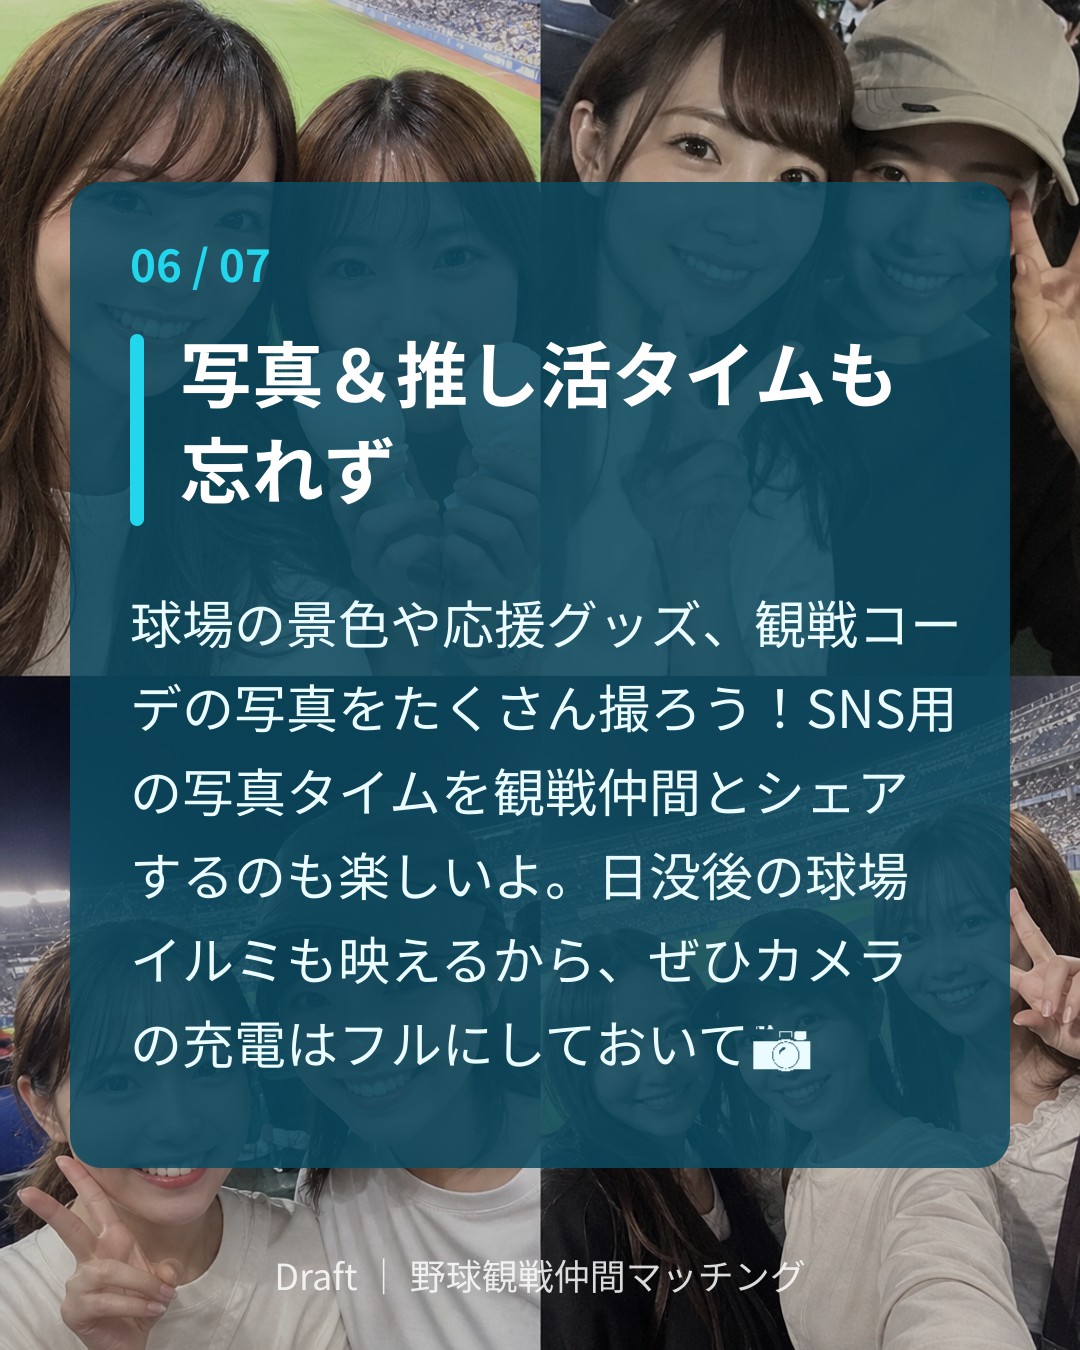 06 / 07
写真＆推し活タイムも
忘れず
球場の景色や応援グッズ、観戦コー
デの写真をたくさん撮ろう！SNS用
の写真タイムを観戦仲間とシェア
するのも楽しいよ。日没後の球場
イルミも映えるから、ぜひカメラ
の充電はフルにしておいて📸
Draft ｜ 野球観戦仲間マッチング